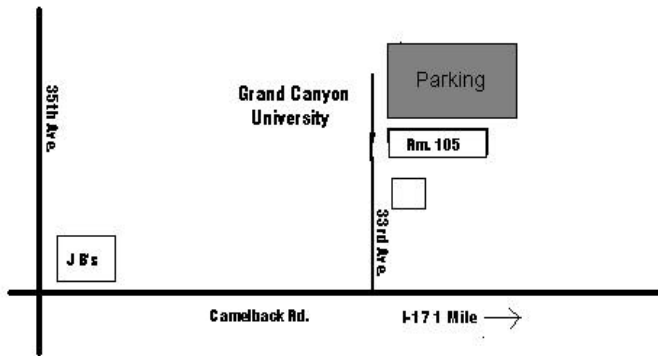 Parking
35th Ave.
Grand Canyon
University
Rm. 105
33rd Ave.
J B's
Camelback Rd.
I-17 1 Mile